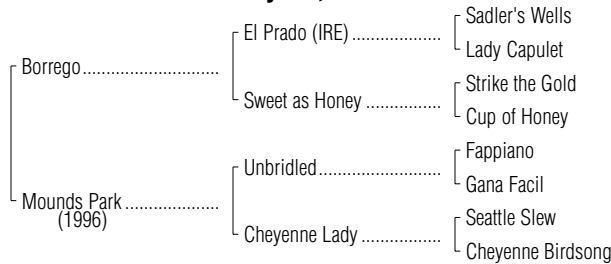 Sadler's Wells
El Prado (IRE) ...................
Lady Capulet
Borrego.............................
Strike the Gold
Sweet as Honey ................
Cup of Honey
Fappiano
Unbridled..........................
Gana Facil
Mounds Park ....................
(1996)
Seattle Slew
Cheyenne Lady .................
Cheyenne Birdsong